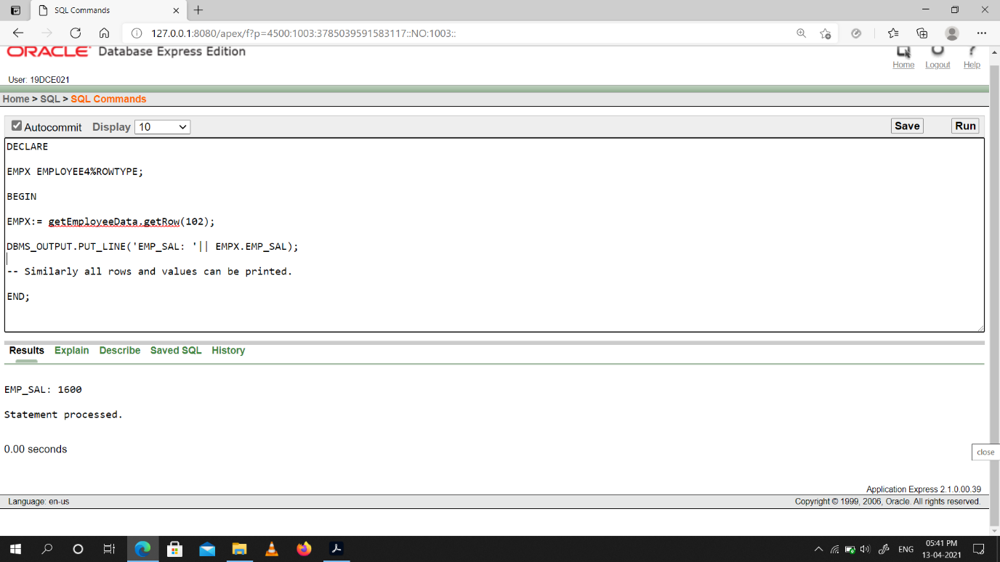 SQL Commands
127.0.0.1:8080/apex/f?p=4500:1003:3785039591583117::NO:1003::
ORACLE Database Express Edition
Home Logout Help
User: 19DCE021
Home > SQL > SQL Commands
Autocommit Display 10 Save Run
DECLARE
EMPX EMPLOYEE4%ROWTYPE;
BEGIN
EMPX:= getEmployeeData.getRow(102);
DBMS_OUTPUT.PUT_LINE('EMP_SAL: '|| EMPX.EMP_SAL);
-- Similarly all rows and values can be printed.
END;
Results Explain Describe Saved SQL History
EMP_SAL: 1600
Statement processed.
0.00 seconds
close
Application Express 2.1.0.00.39
Language: en-us Copyright © 1999, 2006, Oracle. All rights reserved.
ENG 05:41 PM
13-04-2021